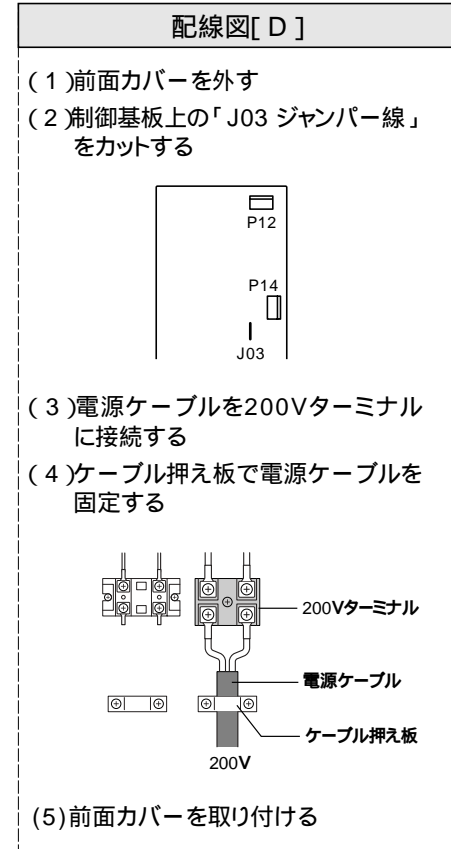 配線図[ D ]
(1)前面カバーを外す
(2)制御基板上の「J03 ジャンパー線」
をカットする
P12
P14
J03
(3)電源ケーブルを200Vターミナル
に接続する
(4)ケーブル押え板で電源ケーブルを
固定する
200Vターミナル
電源ケーブル
ケーブル押え板
200V
(5)前面カバーを取り付ける